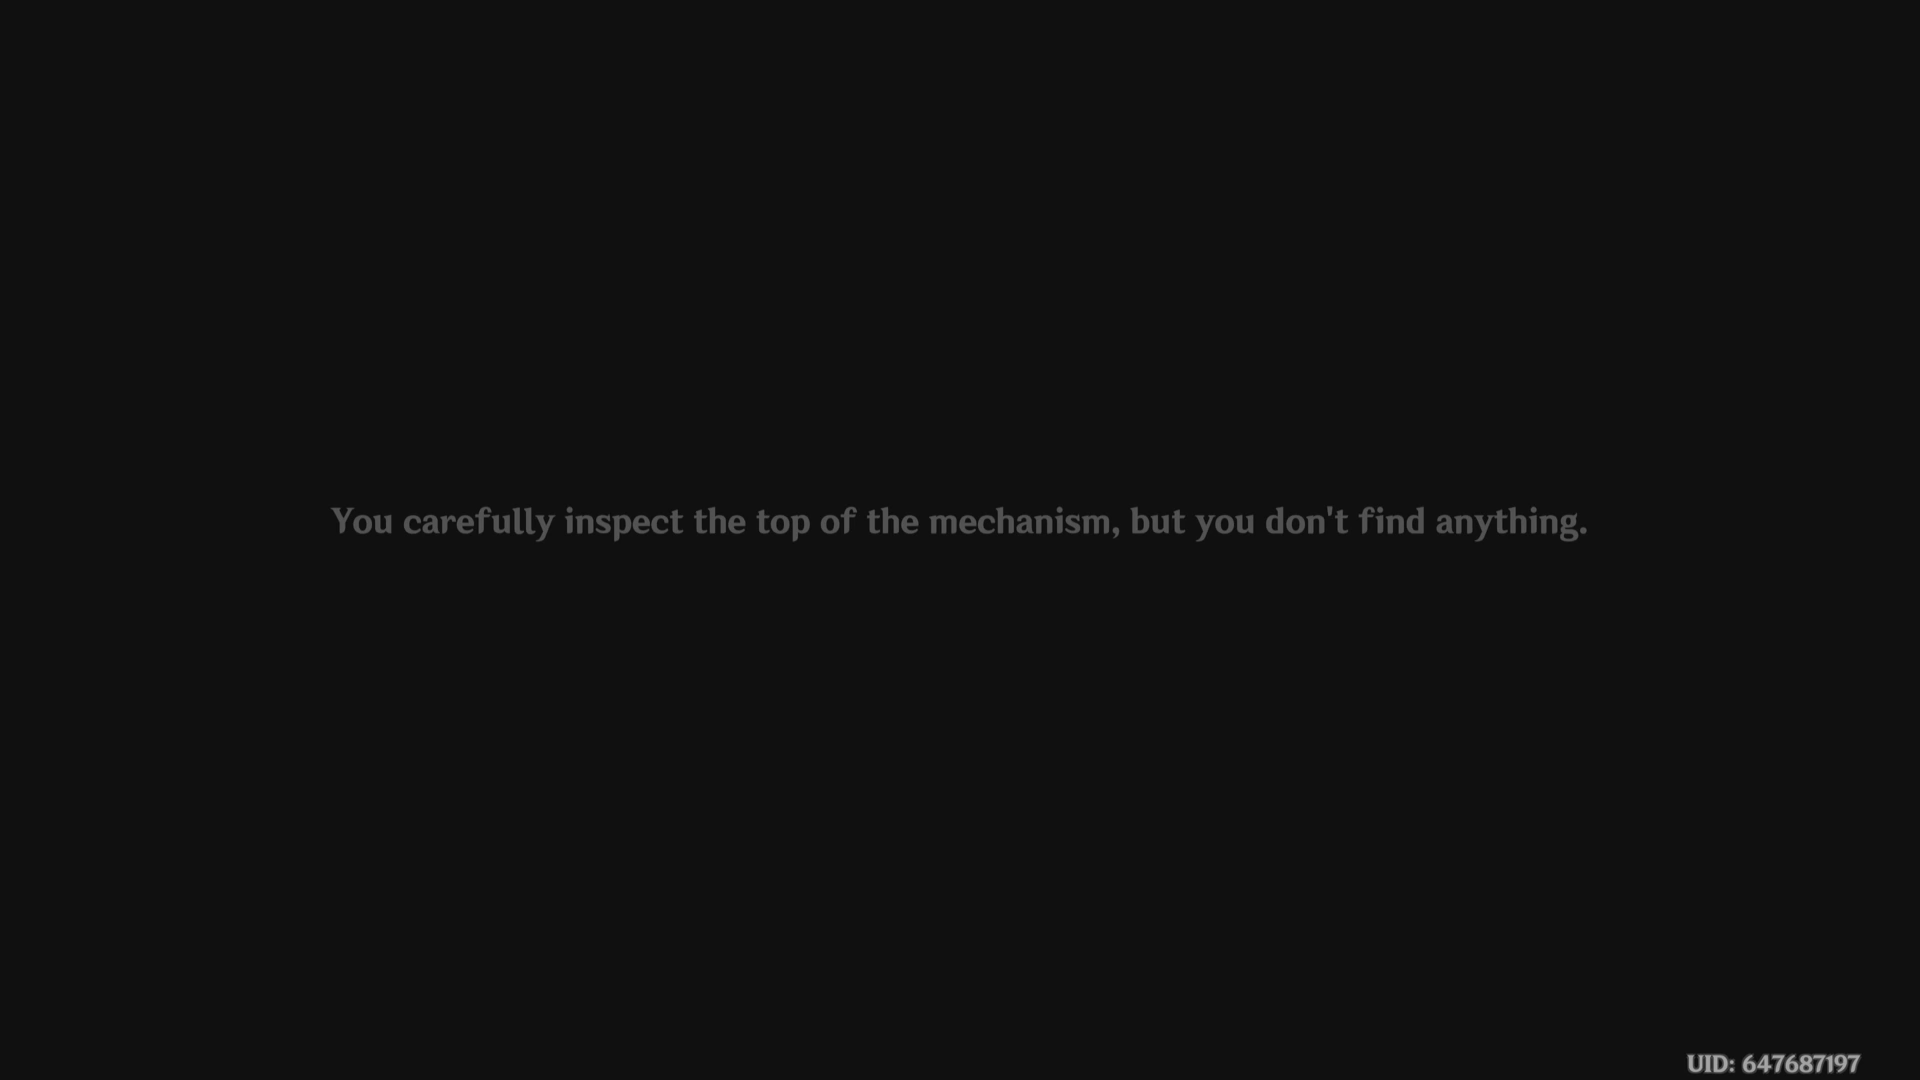 You carefully inspect the top of the mechanism, but you don't find anything.
UID: 647687197